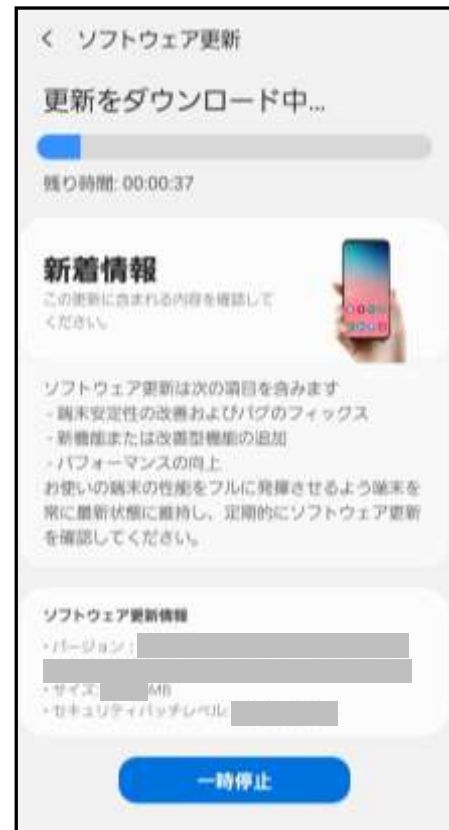 < ソフトウェア更新
更新をダウンロード中...
残り時間: 00:00:37
新着情報
この更新に含まれる内容を確認して
ください。
ソフトウェア更新は次の項目を含みます
- 端末安定性の改善およびバグのフィックス
- 新機能または改善型機能の追加
- パフォーマンスの向上
お使いの端末の性能をフルに発揮させるよう端末を
常に最新状態に維持し、定期的にソフトウェア更新
を確認してください。
ソフトウェア更新情報
・バージョン :
・サイズ: MB
・セキュリティパッチレベル:
一時停止